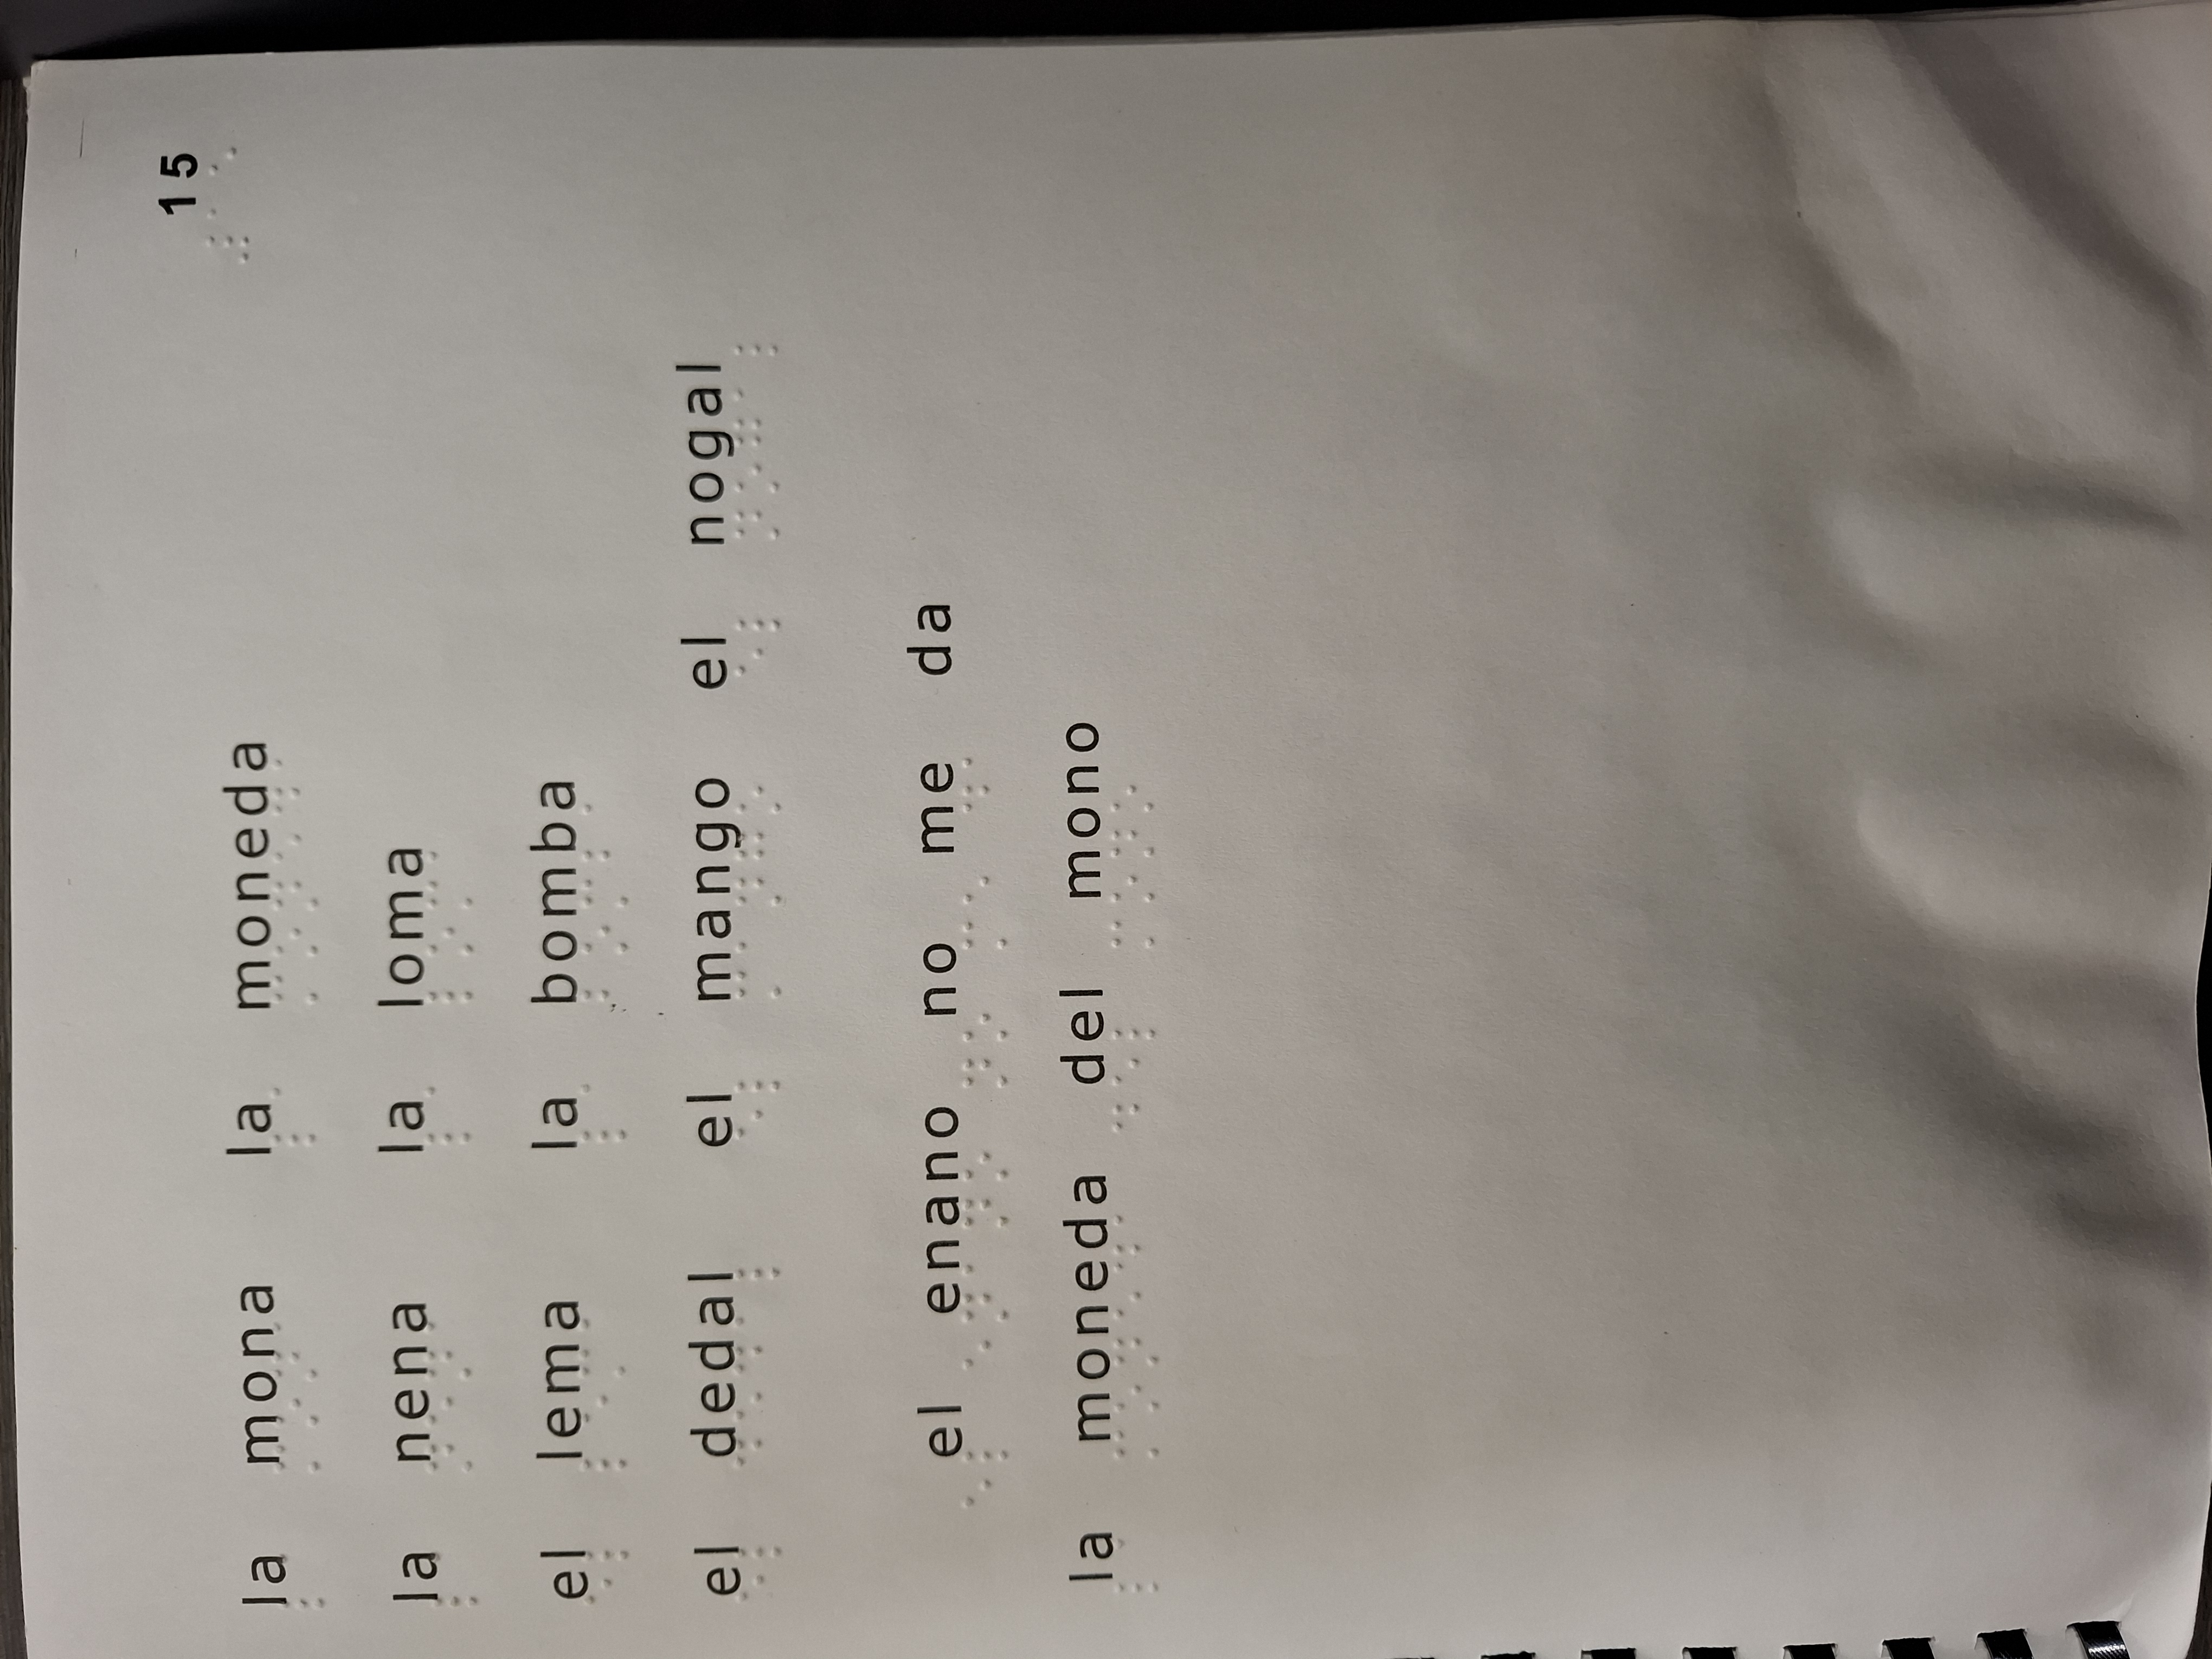 15
la mona la moneda
la nena la loma
el lema la bomba
el dedal el mango el nogal
el enano no me da
la moneda del mono